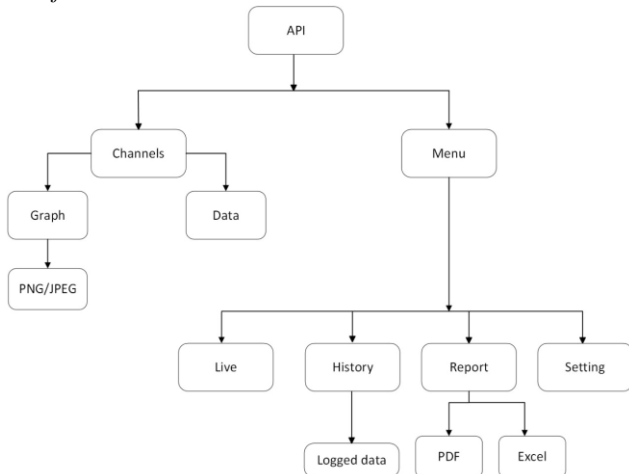 API
Channels
Menu
Graph
Data
PNG/JPEG
Live
History
Report
Setting
Logged data
PDF
Excel